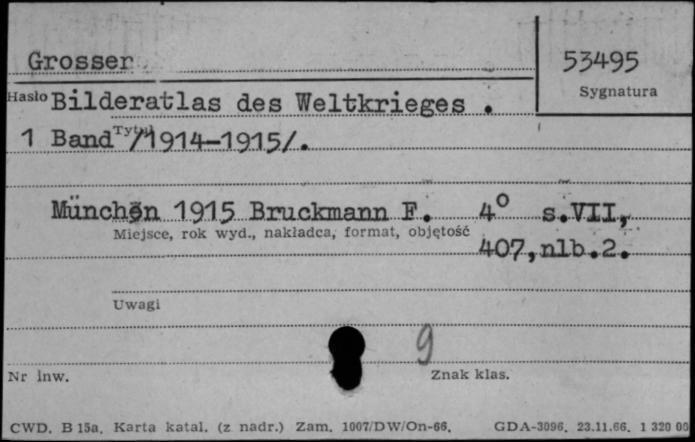 Grosser
53495
Sygnatura
Hasło Bilderatlas des Weltkrieges .
1 Band Tytuł /1914-1915/.
München 1915 Bruckmann F. 4° s.VII,
Miejsce, rok wyd., nakładca, format, objętość
407,nlb.2.
Uwagi
9
Nr inw.
Znak klas.
CWD. B 15a. Karta katal. (z nadr.) Zam. 1007/DW/On-66. GDA-3096. 23.11.66. 1 320 00